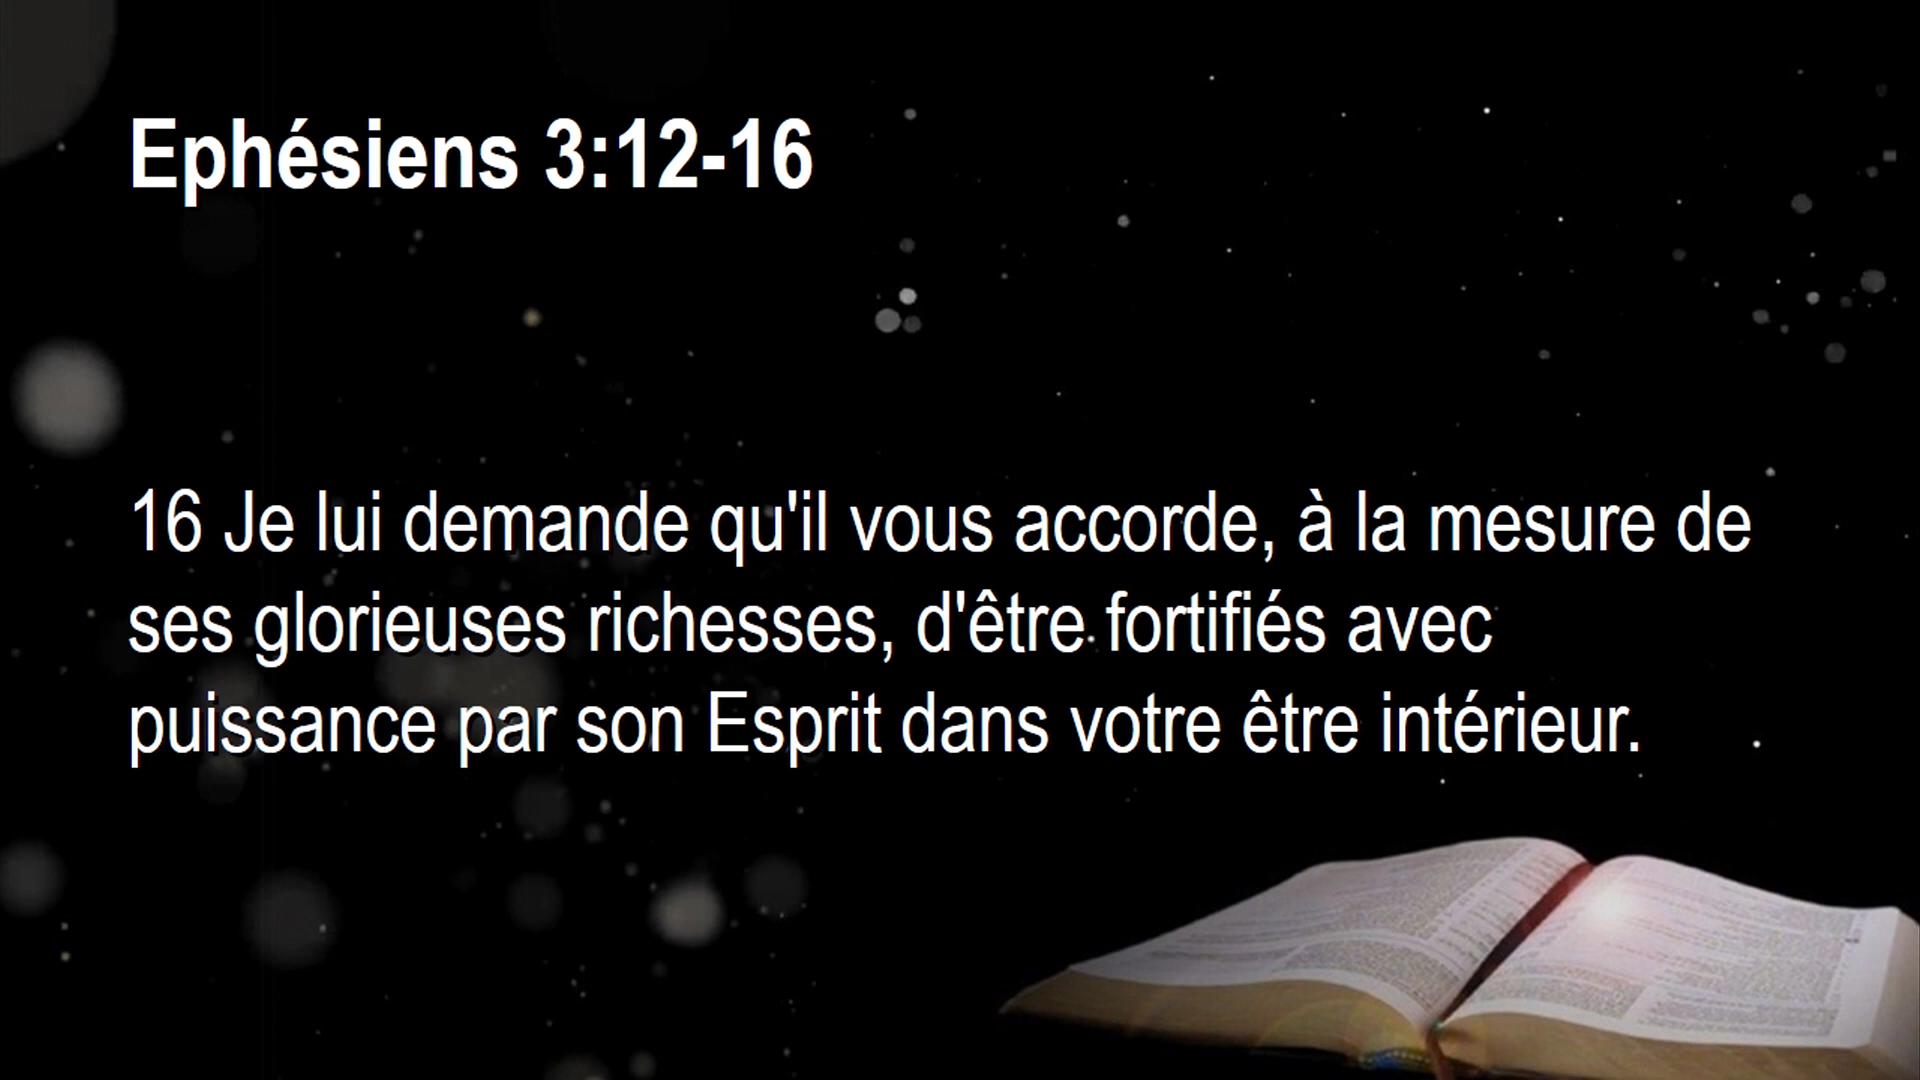 Ephésiens 3:12-16
16 Je lui demande qu'il vous accorde, à la mesure de
ses glorieuses richesses, d'être fortifiés avec
puissance par son Esprit dans votre être intérieur.